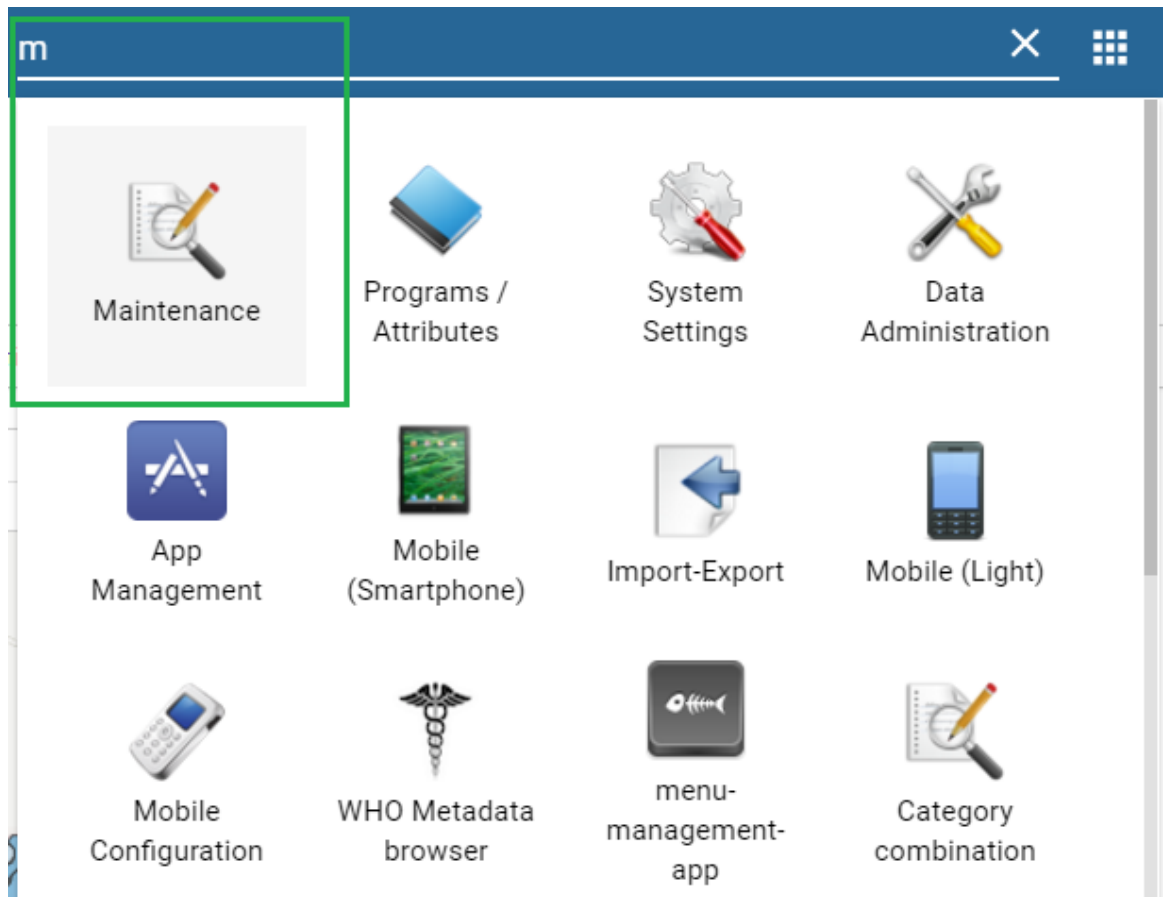 m
Maintenance
Programs /
Attributes
System
Settings
Data
Administration
App
Management
Mobile
(Smartphone)
Import-Export
Mobile (Light)
Mobile
Configuration
WHO Metadata
browser
menu-
management-
app
Category
combination